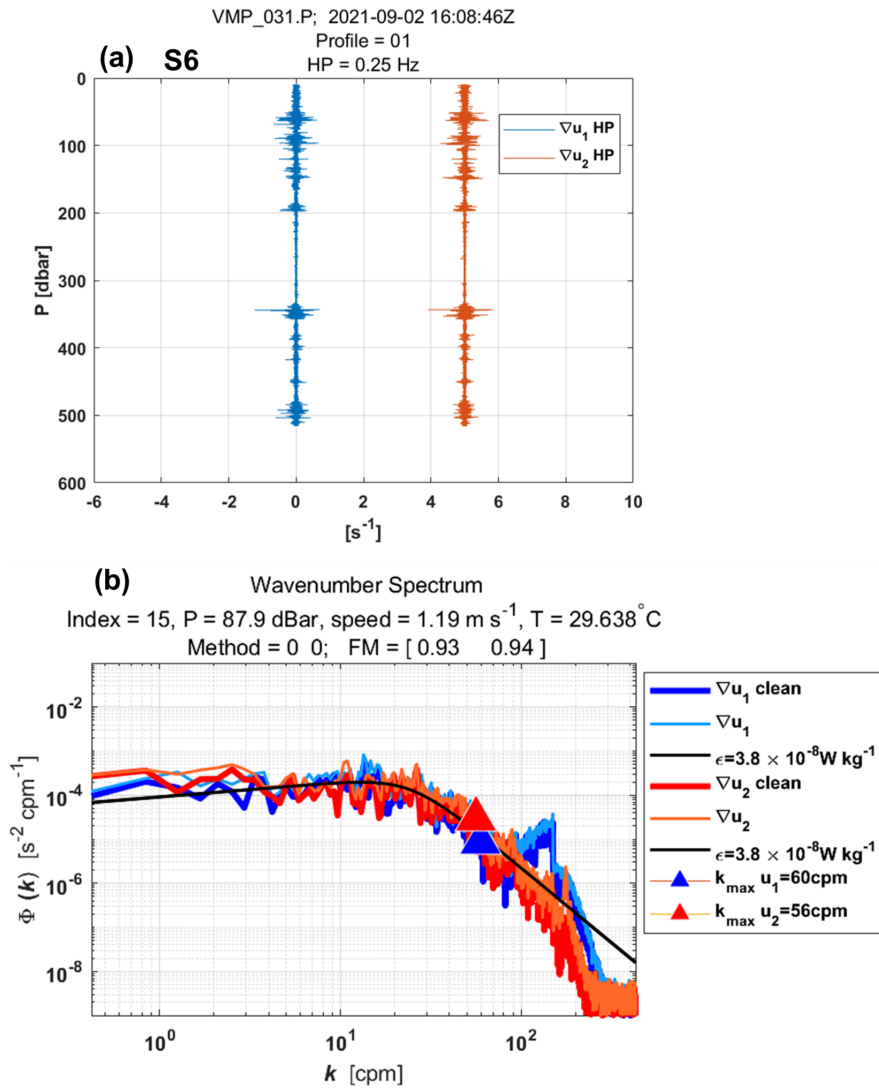 VMP_031.P; 2021-09-02 16:08:46Z
Profile = 01
HP = 0.25 Hz
(a) S6
0
100
200
300
400
500
600
P [dbar]
∇u1 HP
∇u2 HP
-6 -4 -2 0 2 4 6 8 10
[s⁻¹]
(b)
Wavenumber Spectrum
Index = 15, P = 87.9 dBar, speed = 1.19 m s⁻¹, T = 29.638°C
Method = 0 0; FM = [ 0.93 0.94 ]
10⁻²
10⁻⁴
10⁻⁶
10⁻⁸
Φ (k) [s⁻² cpm⁻¹]
∇u₁ clean
∇u₁
ϵ=3.8 × 10⁻⁸W kg⁻¹
∇u₂ clean
∇u₂
ϵ=3.8 × 10⁻⁸W kg⁻¹
kmax u₁=60cpm
kmax u₂=56cpm
10⁰ 10¹ 10²
k [cpm]